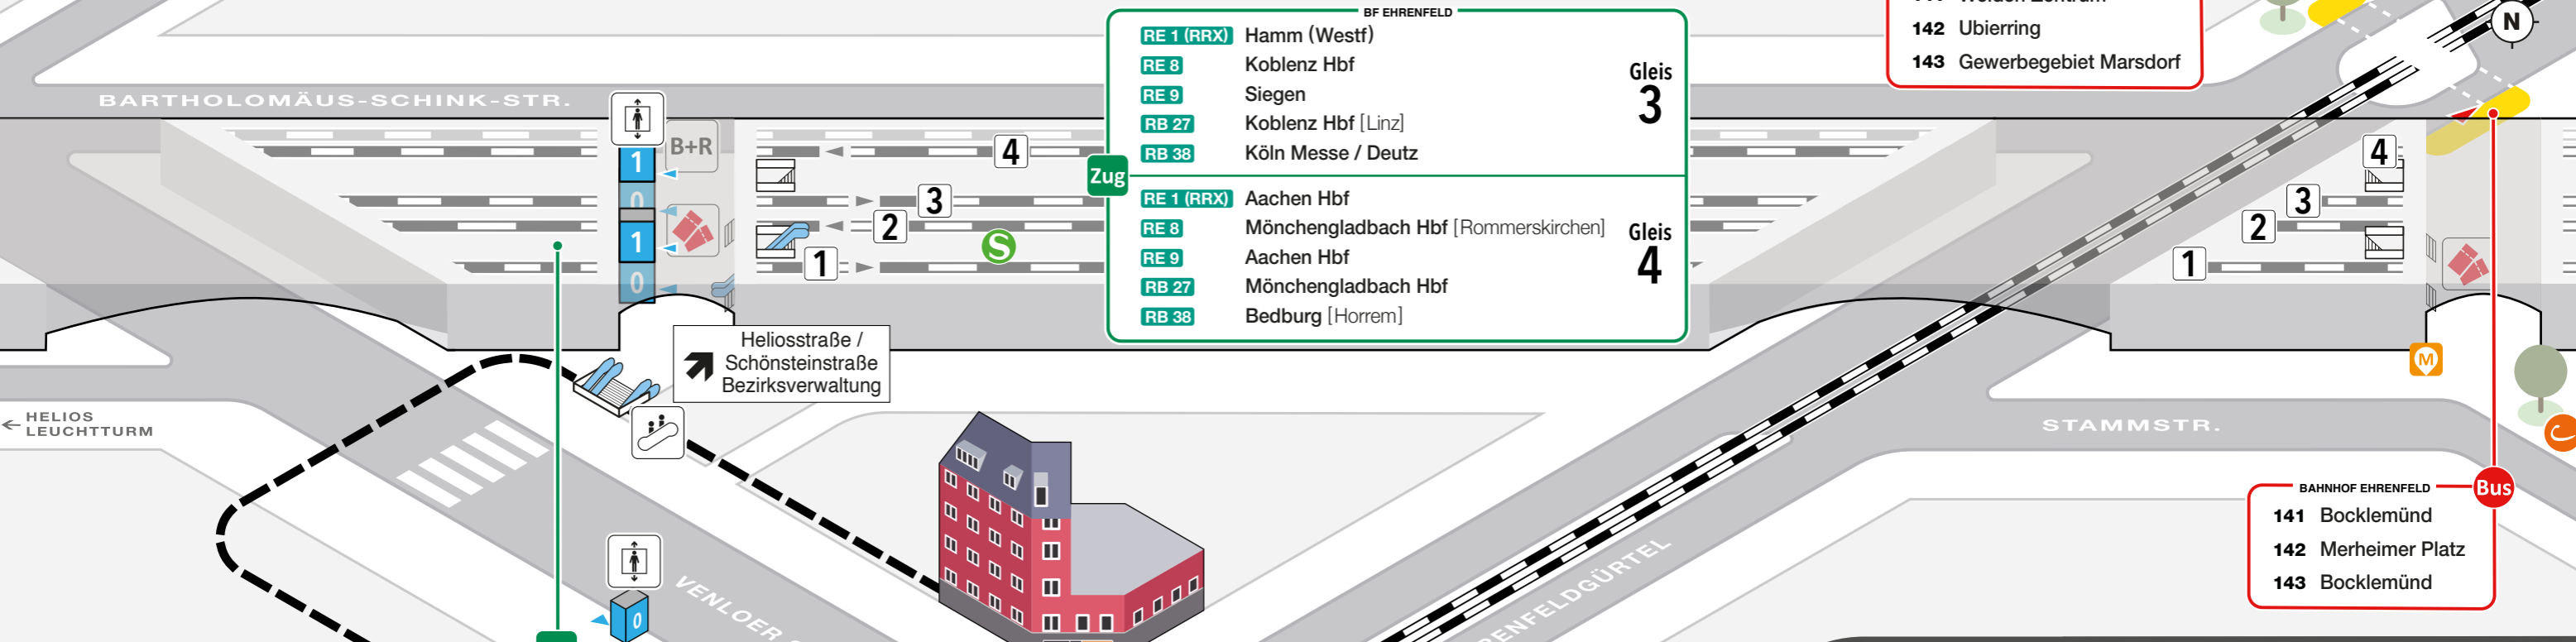 BARTHOLOMÄUS-SCHINK-STR.
1
0
1
0
B+R
4
3
2
1
S
BF EHRENFELD
RE 1 (RRX) Hamm (Westf)
RE 8 Koblenz Hbf
RE 9 Siegen
RB 27 Koblenz Hbf [Linz]
RB 38 Köln Messe / Deutz
Gleis
3
Zug
RE 1 (RRX) Aachen Hbf
RE 8 Mönchengladbach Hbf [Rommerskirchen]
RE 9 Aachen Hbf
RB 27 Mönchengladbach Hbf
RB 38 Bedburg [Horrem]
Gleis
4
142 Ubierring
143 Gewerbegebiet Marsdorf
N
4
3
2
1
M
Heliosstraße /
Schönsteinstraße
Bezirksverwaltung
HELIOS
LEUCHTTURM
STAMMSTR.
BAHNHOF EHRENFELD
Bus
141 Bocklemünd
142 Merheimer Platz
143 Bocklemünd
VENLOER
0
RENFELDGÜRTEL